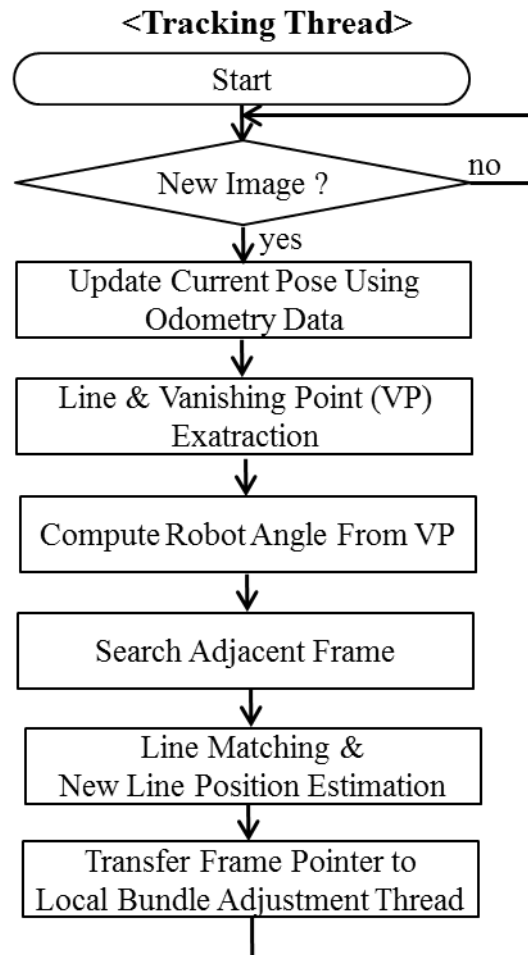 <Tracking Thread>
Start
New Image ?
no
yes
Update Current Pose Using
Odometry Data
Line & Vanishing Point (VP)
Exatraction
Compute Robot Angle From VP
Search Adjacent Frame
Line Matching &
New Line Position Estimation
Transfer Frame Pointer to
Local Bundle Adjustment Thread